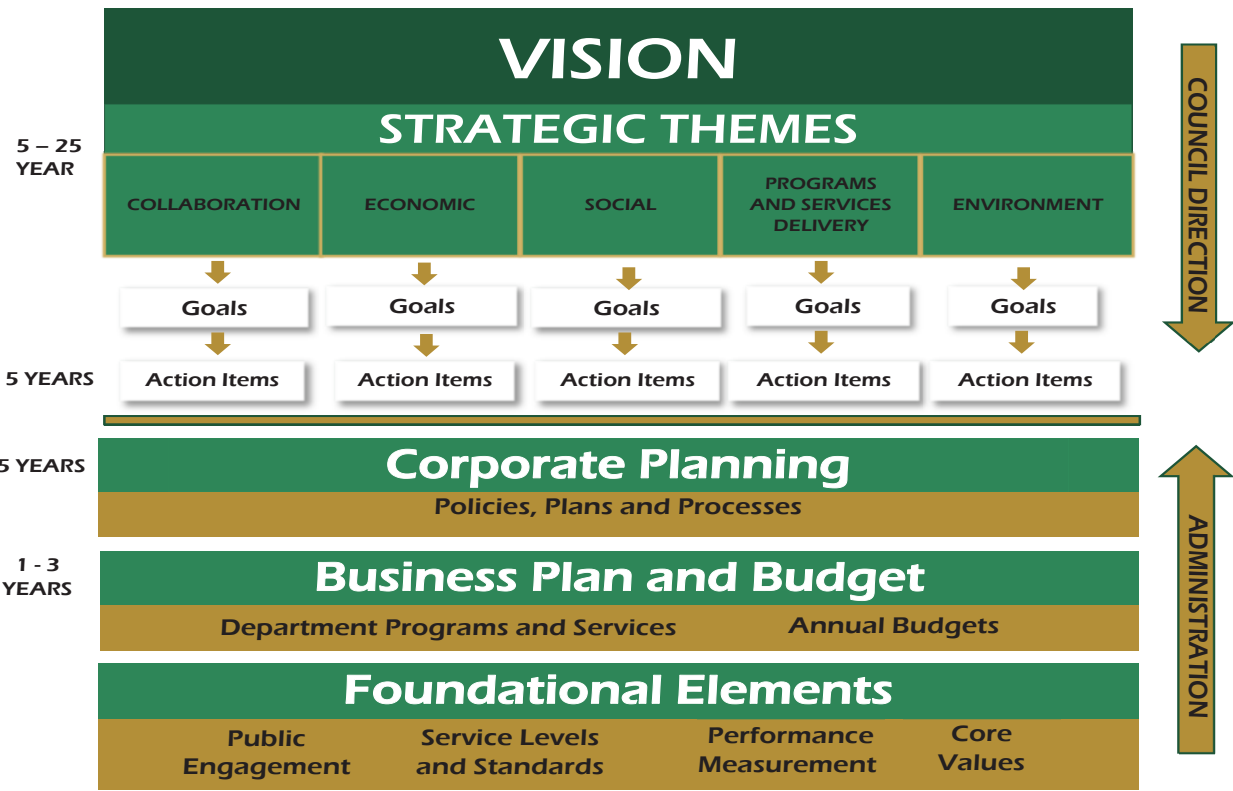 VISION
STRATEGIC THEMES
5 – 25
YEAR
COLLABORATION
ECONOMIC
SOCIAL
PROGRAMS
AND SERVICES
DELIVERY
ENVIRONMENT
Goals
Goals
Goals
Goals
Goals
5 YEARS
Action Items
Action Items
Action Items
Action Items
Action Items
COUNCIL DIRECTION
5 YEARS
Corporate Planning
Policies, Plans and Processes
1 - 3
YEARS
Business Plan and Budget
Department Programs and Services
Annual Budgets
Foundational Elements
Public
Engagement
Service Levels
and Standards
Performance
Measurement
Core
Values
ADMINISTRATION